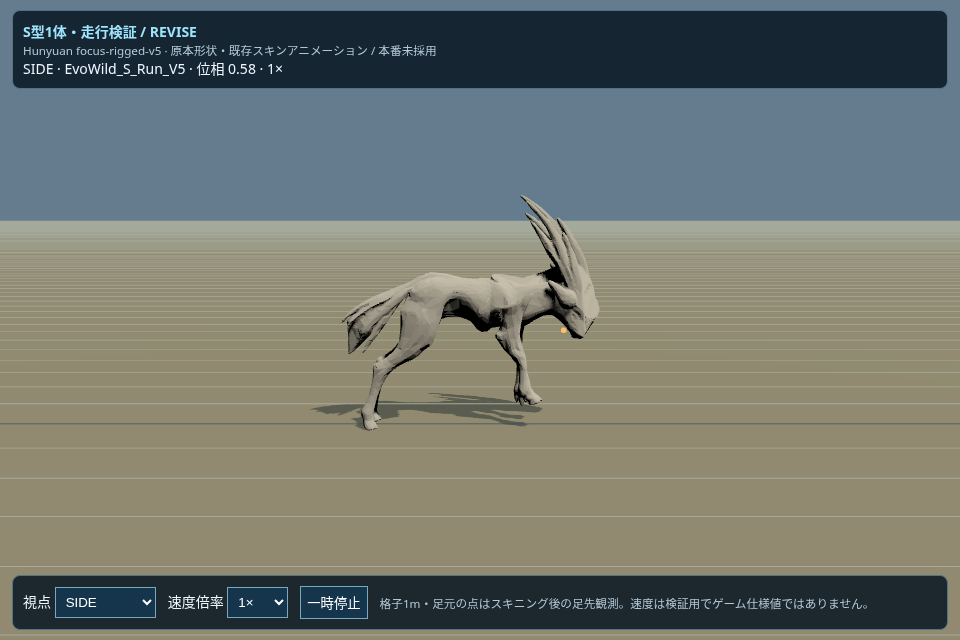 S型1体・走行検証 / REVISE
Hunyuan focus-rigged-v5 · 原本形状・既存スキンアニメーション / 本番未採用
SIDE · EvoWild_S_Run_V5 · 位相 0.58 · 1×
視点 SIDE 速度倍率 1× 一時停止 格子1m・足元の点はスキニング後の足先観測。速度は検証用でゲーム仕様値ではありません。